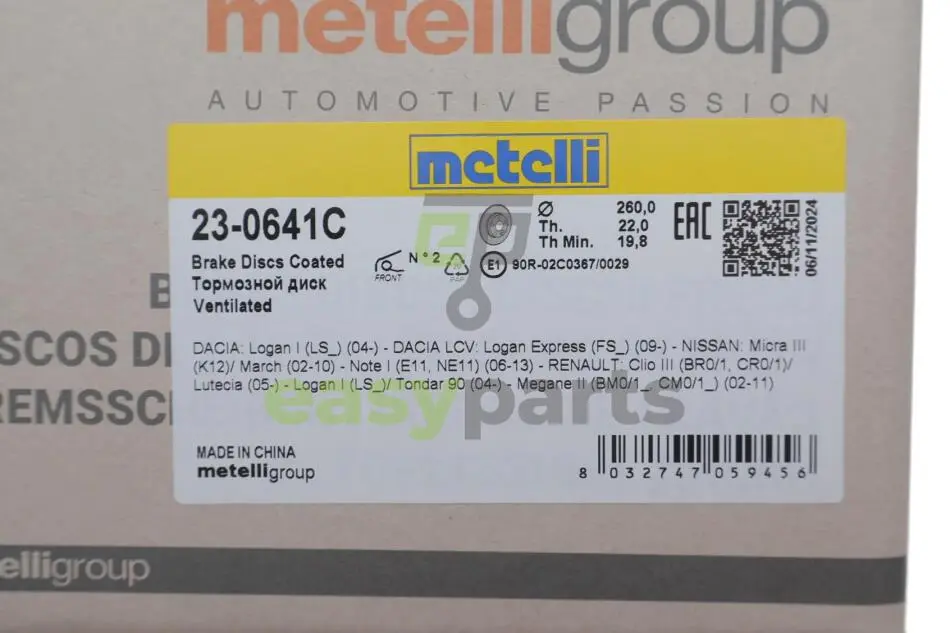 metelligroup
AUTOMOTIVE PASSION
metelli
23-0641C
Brake Discs Coated
Тормозной диск
Ventilated
FRONT
N°2
20
PAP
Ø 260,0
Th. 22,0
Th Min. 19,8
E1 90R-02C0367/0029
EAC
06/11/2024
DACIA: Logan I (LS_) (04-) - DACIA LCV: Logan Express (FS_) (09-) - NISSAN: Micra III
(K12)/ March (02-10) - Note I (E11, NE11) (06-13) - RENAULT: Clio III (BR0/1, CR0/1)/
Lutecia (05-) - Logan I (LS_)/ Tondar 90 (04-) - Megane II (BM0/1_, CM0/1_) (02-11)
easyparts
MADE IN CHINA
metelligroup
8 032747 059456
B
SCOS DI
REMSSC
elligroup